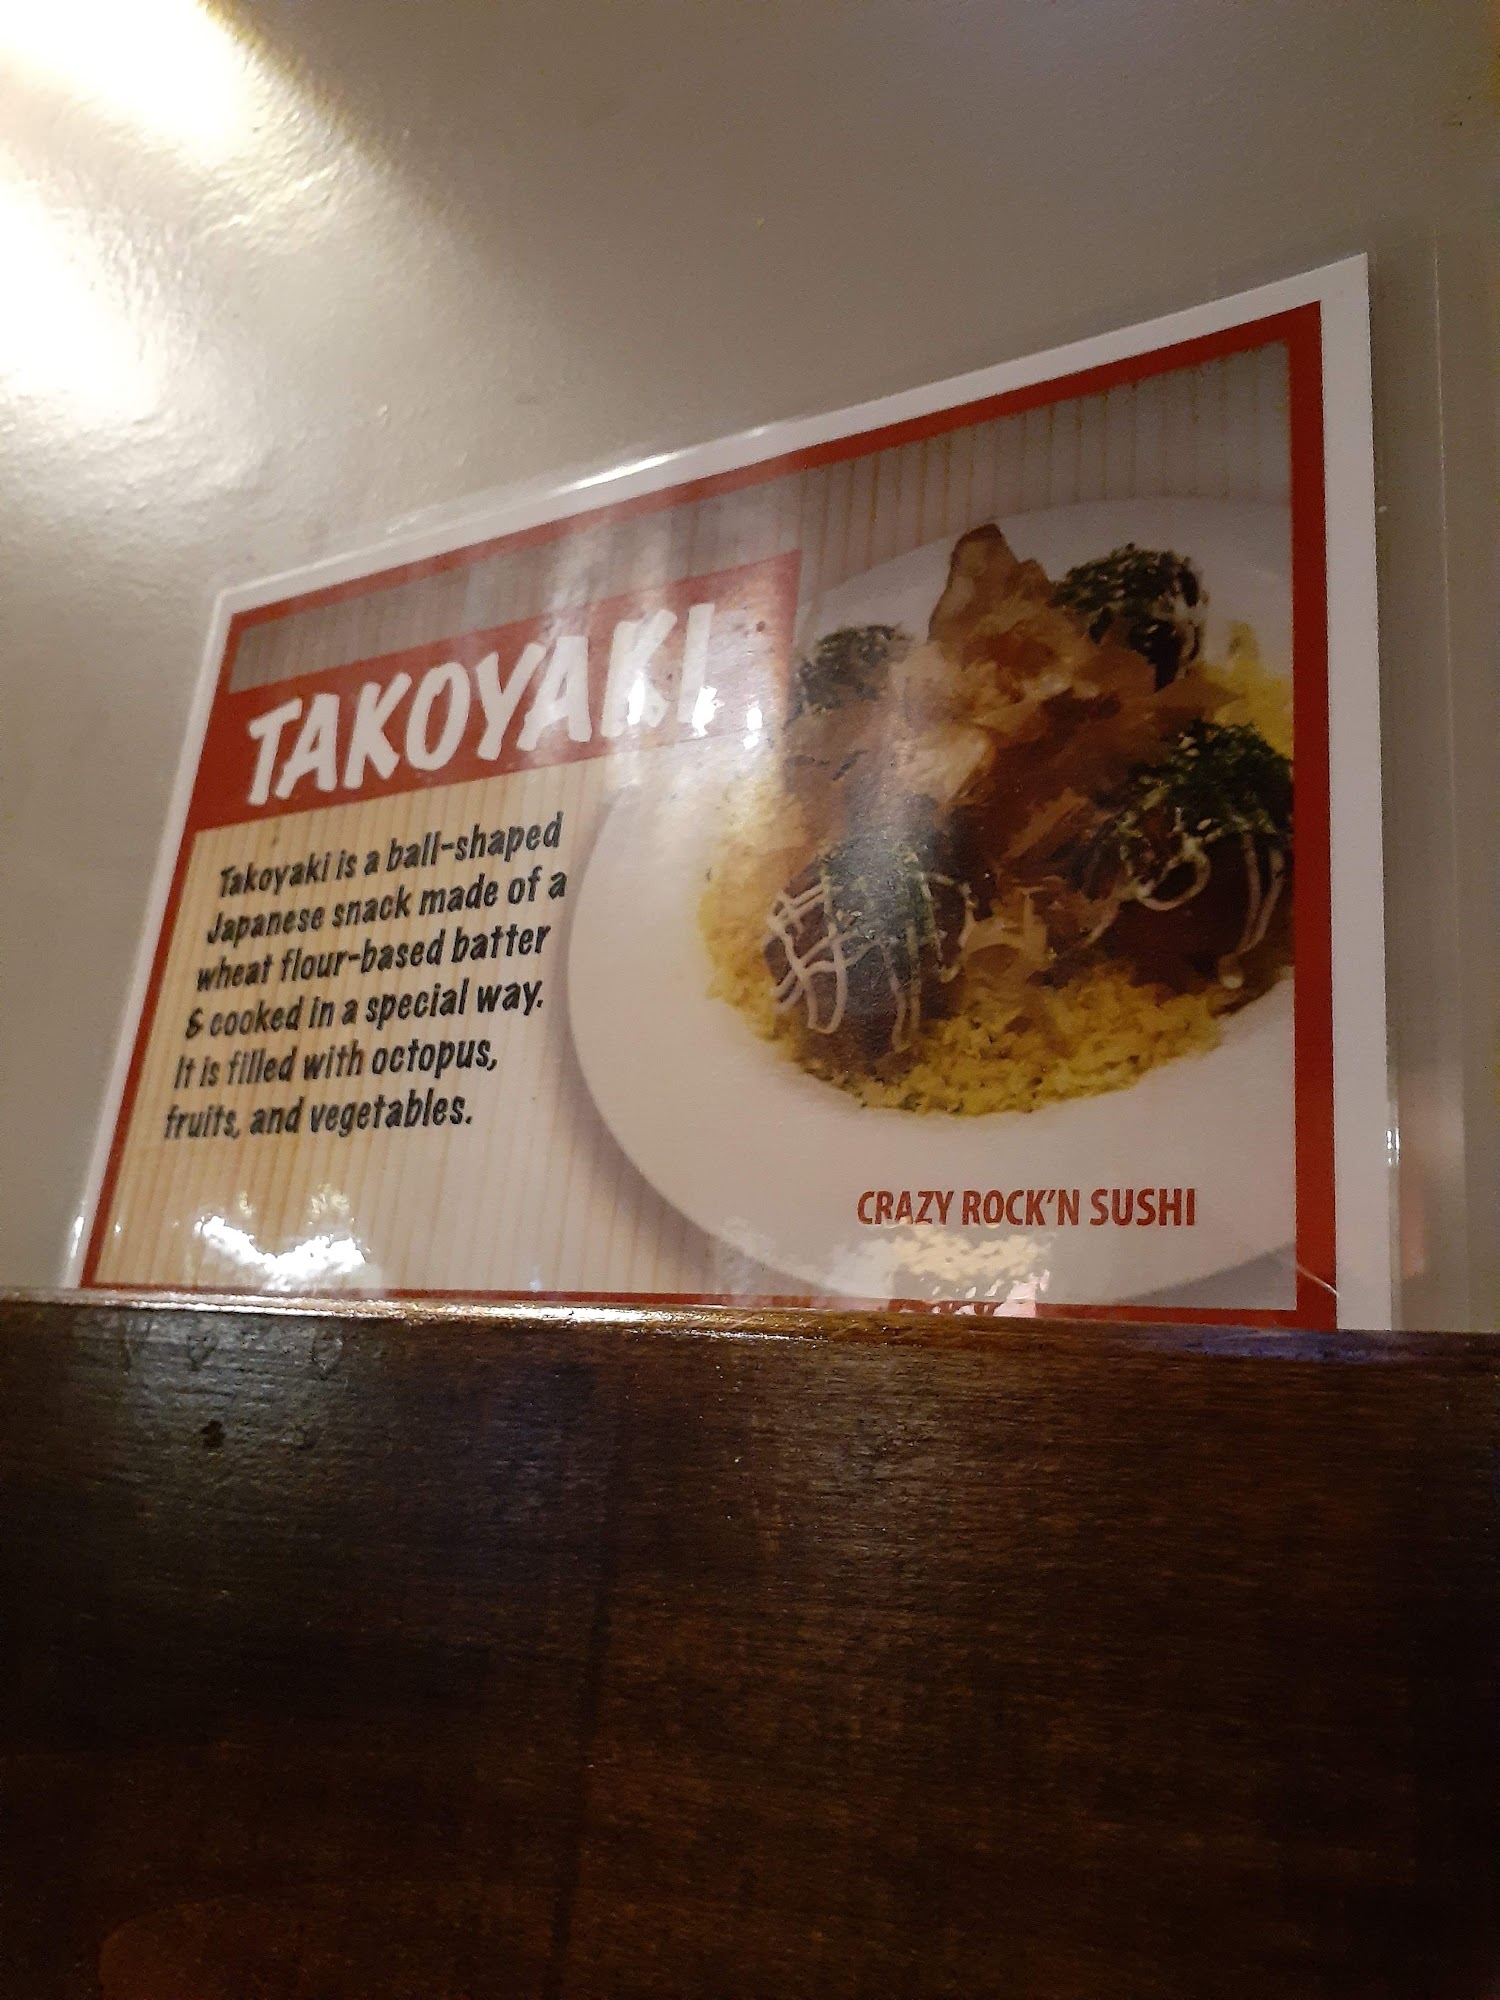 TAKOYAKI
Takoyaki is a ball-shaped
Japanese snack made of a
wheat flour-based batter
& cooked in a special way.
It is filled with octopus,
fruits, and vegetables.
CRAZY ROCK'N SUSHI